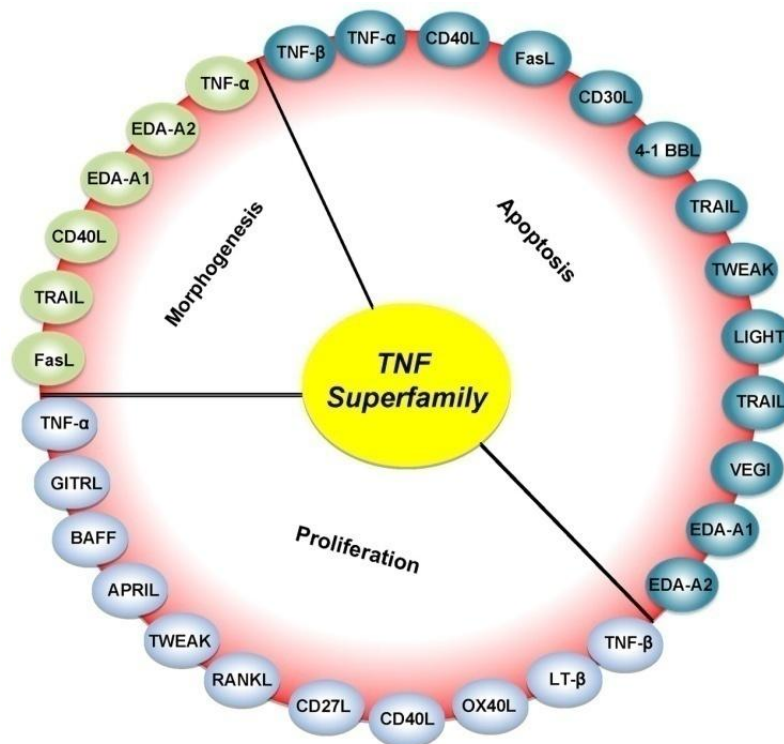 TNF-β
TNF-α
CD40L
FasL
CD30L
4-1 BBL
TRAIL
TWEAK
LIGHT
TRAIL
VEGI
EDA-A1
EDA-A2
TNF-β
LT-β
OX40L
CD40L
CD27L
RANKL
TWEAK
APRIL
BAFF
GITRL
TNF-α
FasL
TRAIL
CD40L
EDA-A1
EDA-A2
TNF-α
Morphogenesis
Apoptosis
Proliferation
TNF
Superfamily